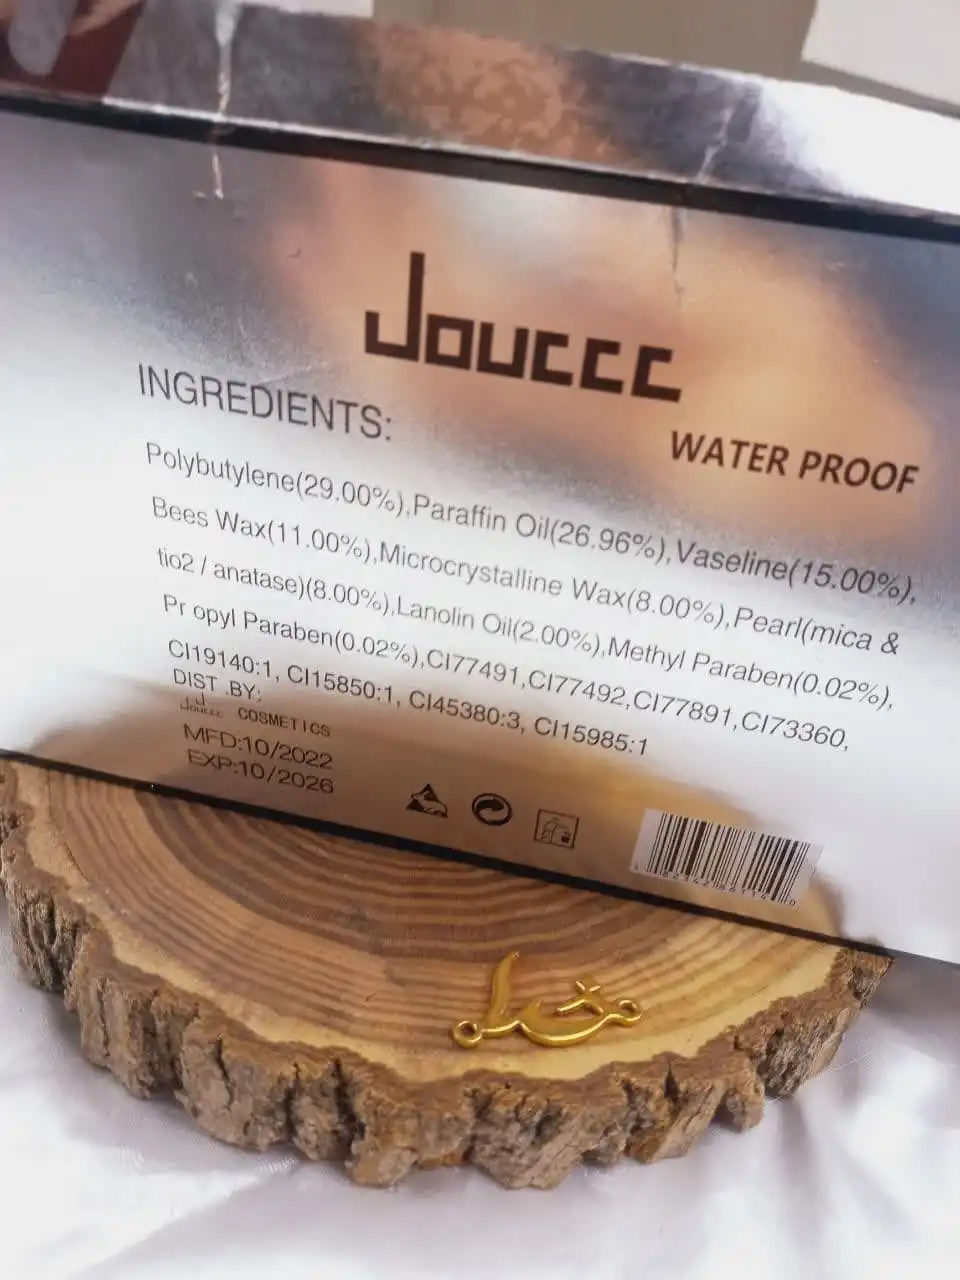 Jouccc
WATER PROOF
INGREDIENTS:
Polybutylene(29.00%),Paraffin Oil(26.96%),Vaseline(15.00%),
Bees Wax(11.00%),Microcrystalline Wax(8.00%),Pearl(mica &
tio2 / anatase)(8.00%),Lanolin Oil(2.00%),Methyl Paraben(0.02%),
Pr opyl Paraben(0.02%),CI77491,CI77492,CI77891,CI73360,
CI19140:1, CI15850:1, CI45380:3, CI15985:1
DIST .BY:
Jouccc COSMETICS
MFD:10/2022
EXP:10/2026